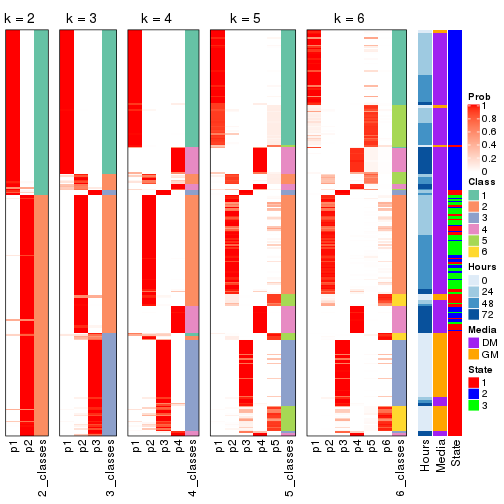 k = 2 k = 3 k = 4 k = 5 k = 6
Prob
1
0.8
0.6
0.4
0.2
0
Class
1
2
3
4
5
6
Hours
0
24
48
72
Media
DM
GM
State
1
2
3
p1 p2 2_classes p1 p2 p3 3_classes p1 p2 p3 p4 4_classes p1 p2 p3 p4 p5 5_classes p1 p2 p3 p4 p5 p6 6_classes Hours Media State